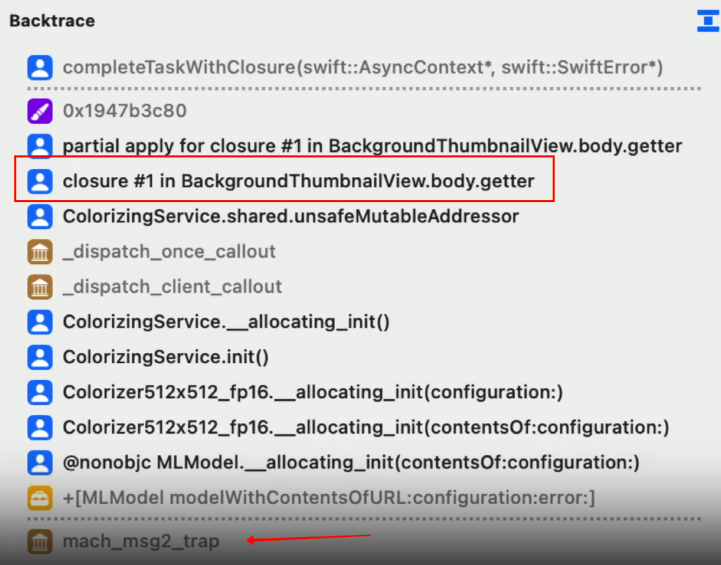 Backtrace
completeTaskWithClosure(swift::AsyncContext*, swift::SwiftError*)
0x1947b3c80
partial apply for closure #1 in BackgroundThumbnailView.body.getter
closure #1 in BackgroundThumbnailView.body.getter
ColorizingService.shared.unsafeMutableAddressor
_dispatch_once_callout
_dispatch_client_callout
ColorizingService.__allocating_init()
ColorizingService.init()
Colorizer512x512_fp16.__allocating_init(configuration:)
Colorizer512x512_fp16.__allocating_init(contentsOf:configuration:)
@nonobjc MLModel.__allocating_init(contentsOf:configuration:)
+[MLModel modelWithContentsOfURL:configuration:error:]
mach_msg2_trap